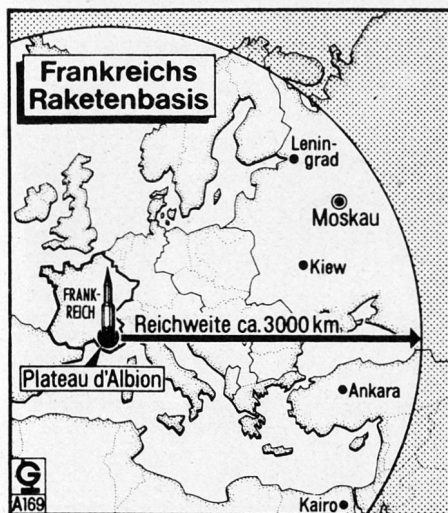 Frankreichs
Raketenbasis
Lenin-
grad
Moskau
Kiew
FRANK-
REICH
Reichweite ca. 3000 km
Plateau d'Albion
Ankara
G
A169
Kairo